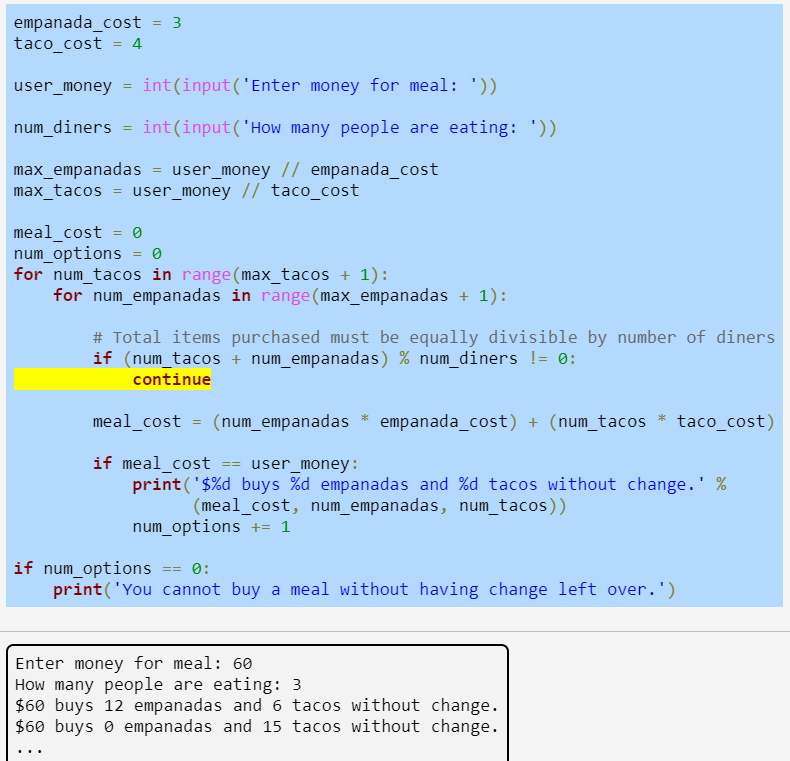 empanada_cost = 3
taco_cost = 4

user_money = int(input('Enter money for meal: '))

num_diners = int(input('How many people are eating: '))

max_empanadas = user_money // empanada_cost
max_tacos = user_money // taco_cost

meal_cost = 0
num_options = 0
for num_tacos in range(max_tacos + 1):
    for num_empanadas in range(max_empanadas + 1):

        # Total items purchased must be equally divisible by number of diners
        if (num_tacos + num_empanadas) % num_diners != 0:
            continue

        meal_cost = (num_empanadas * empanada_cost) + (num_tacos * taco_cost)

        if meal_cost == user_money:
            print('$%d buys %d empanadas and %d tacos without change.' %
                  (meal_cost, num_empanadas, num_tacos))
            num_options += 1

if num_options == 0:
    print('You cannot buy a meal without having change left over.')

Enter money for meal: 60
How many people are eating: 3
$60 buys 12 empanadas and 6 tacos without change.
$60 buys 0 empanadas and 15 tacos without change.
...